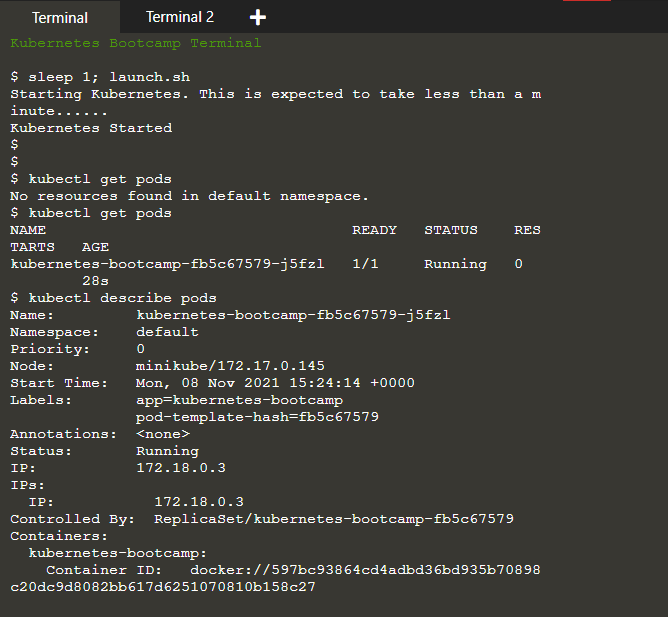 Terminal Terminal 2 +
Kubernetes Bootcamp Terminal
$ sleep 1; launch.sh
Starting Kubernetes. This is expected to take less than a m
inute......
Kubernetes Started
$
$
$ kubectl get pods
No resources found in default namespace.
$ kubectl get pods
NAME                                  READY   STATUS    RES
TARTS   AGE
kubernetes-bootcamp-fb5c67579-j5fzl   1/1     Running   0
        28s
$ kubectl describe pods
Name:         kubernetes-bootcamp-fb5c67579-j5fzl
Namespace:    default
Priority:     0
Node:         minikube/172.17.0.145
Start Time:   Mon, 08 Nov 2021 15:24:14 +0000
Labels:       app=kubernetes-bootcamp
              pod-template-hash=fb5c67579
Annotations:  <none>
Status:       Running
IP:           172.18.0.3
IPs:
  IP:           172.18.0.3
Controlled By:  ReplicaSet/kubernetes-bootcamp-fb5c67579
Containers:
  kubernetes-bootcamp:
    Container ID:   docker://597bc93864cd4adbd36bd935b70898
c20dc9d8082bb617d6251070810b158c27